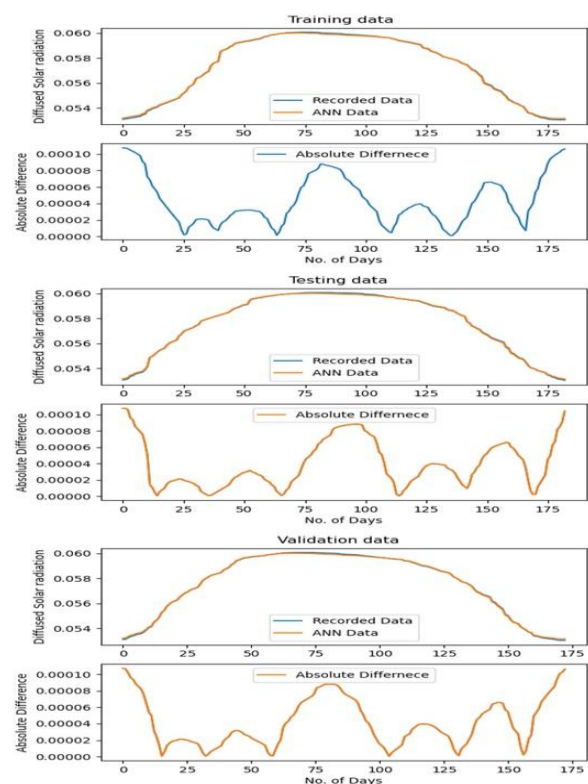 Training data
Diffused Solar radiation
0.060
0.058
0.056
0.054
Recorded Data
ANN Data
0 25 50 75 100 125 150 175
Absolute Difference
0.00010
0.00008
0.00006
0.00004
0.00002
0.00000
Absolute Differnece
0 25 50 75 100 125 150 175
No. of Days
Testing data
Diffused Solar radiation
0.060
0.058
0.056
0.054
Recorded Data
ANN Data
0 25 50 75 100 125 150 175
Absolute Difference
0.00010
0.00008
0.00006
0.00004
0.00002
0.00000
Absolute Differnece
0 25 50 75 100 125 150 175
No. of Days
Validation data
Diffused Solar radiation
0.060
0.058
0.056
0.054
Recorded Data
ANN Data
0 25 50 75 100 125 150 175
Absolute Difference
0.00010
0.00008
0.00006
0.00004
0.00002
0.00000
Absolute Differnece
0 25 50 75 100 125 150 175
No. of Days